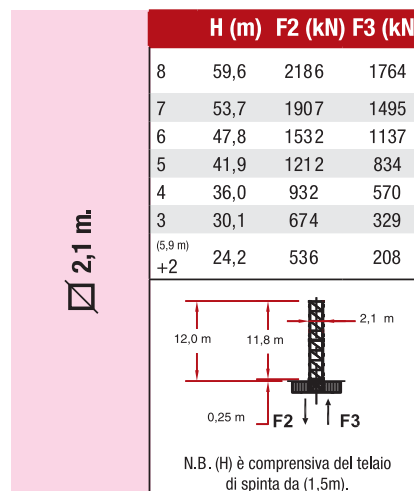 H (m) F2 (kN) F3 (kN
8 59,6 2186 1764
7 53,7 1907 1495
6 47,8 1532 1137
5 41,9 1212 834
4 36,0 932 570
3 30,1 674 329
(5,9 m)
+2 24,2 536 208
2,1 m.
2,1 m
12,0 m 11,8 m
0,25 m F2 F3
N.B. (H) è comprensiva del telaio
di spinta da (1,5m).